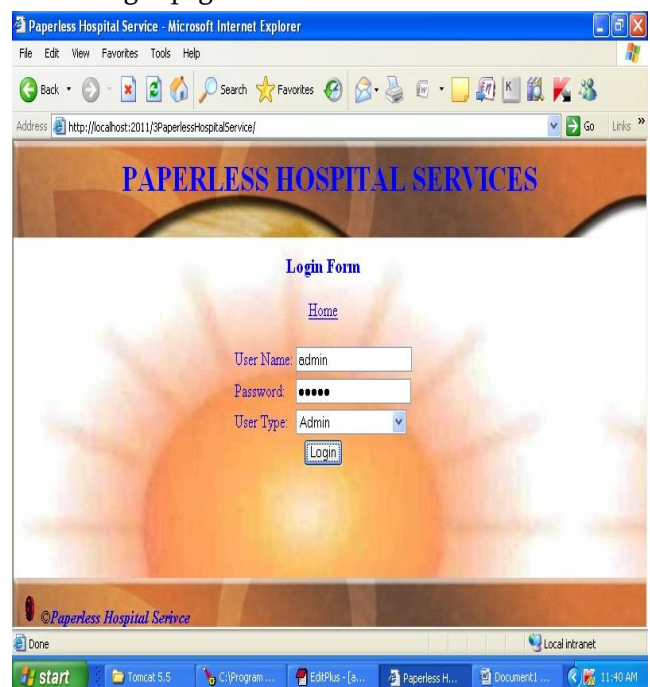 Paperless Hospital Service - Microsoft Internet Explorer
File Edit View Favorites Tools Help
Back Search Favorites
Address http://localhost:2011/3PaperlessHospitalService/ Go Links »
PAPERLESS HOSPITAL SERVICES
Login Form
Home
User Name: admin
Password: •••••
User Type: Admin
Login
©Paperless Hospital Serivce
Done Local intranet
start Tomcat 5.5 C:\Program ... EditPlus - [a... Paperless H... Document1 ... 11:40 AM